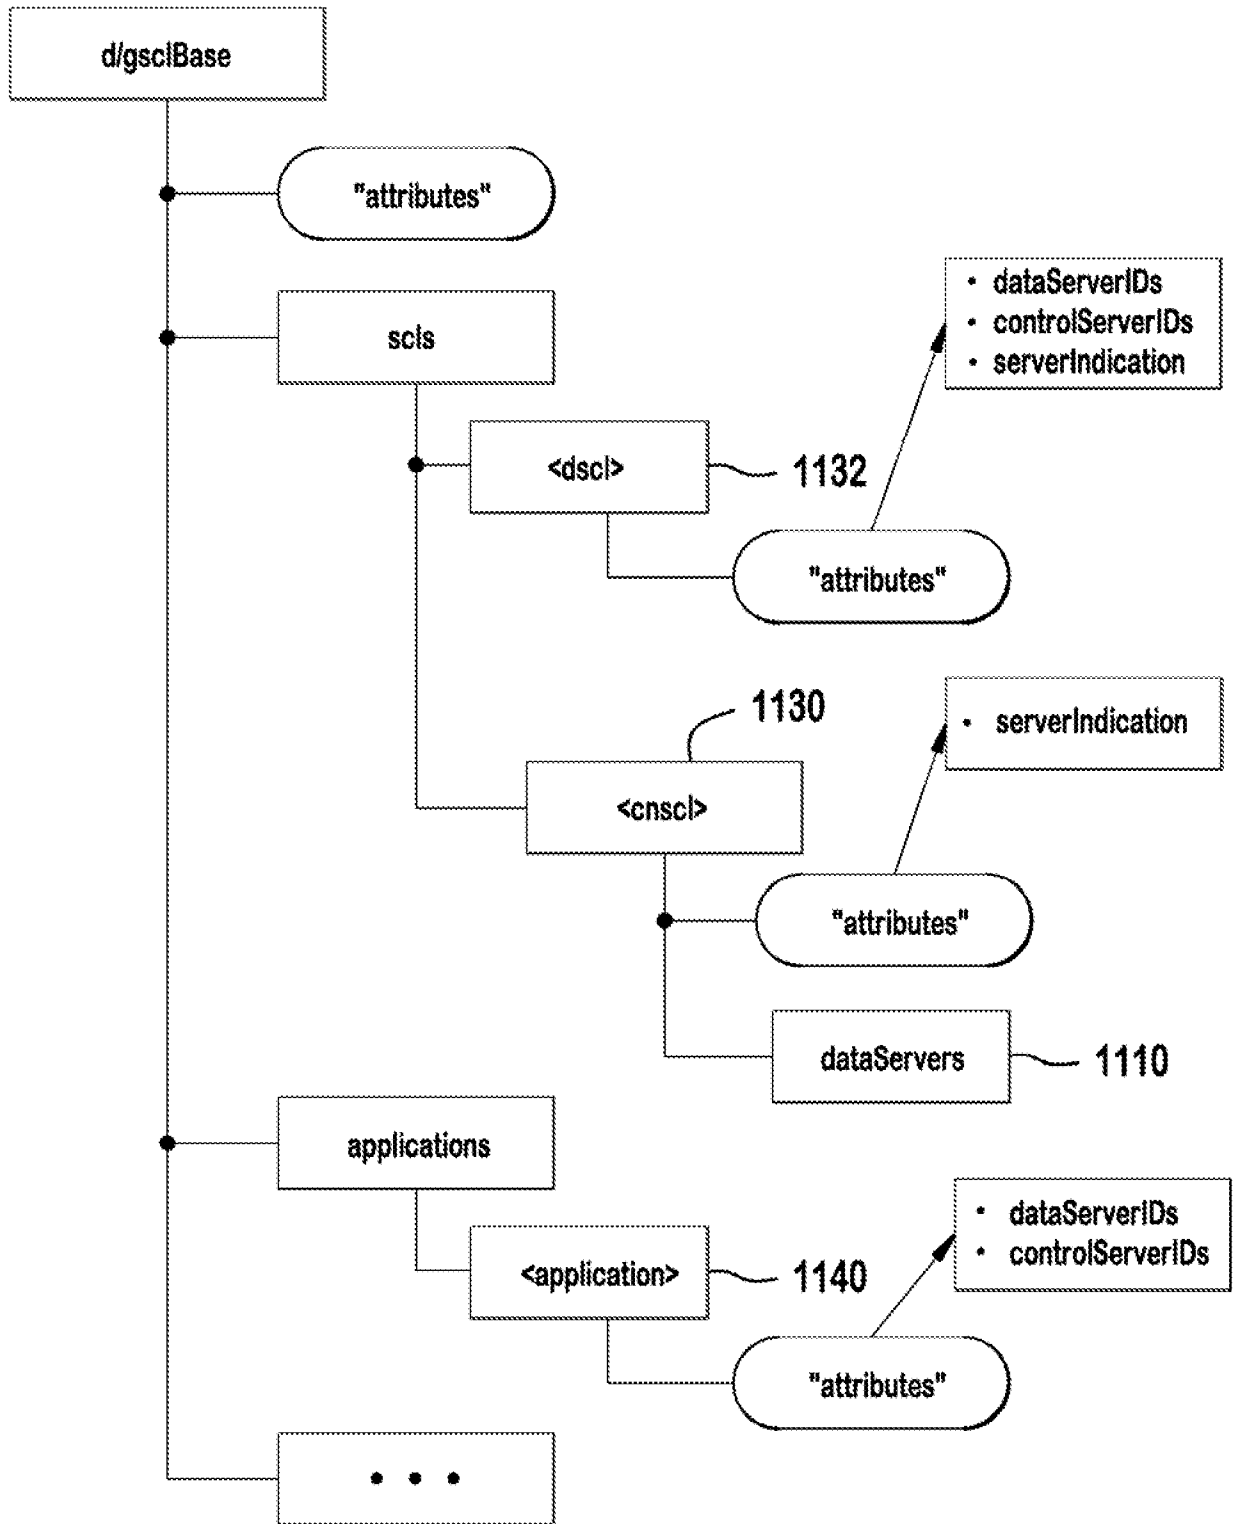 d/gsclBase
"attributes"
scls
• dataServerIDs
• controlServerIDs
• serverIndication
<dscl>
1132
"attributes"
1130
• serverIndication
<cnscl>
"attributes"
dataServers
1110
applications
• dataServerIDs
• controlServerIDs
<application>
1140
"attributes"
• • •